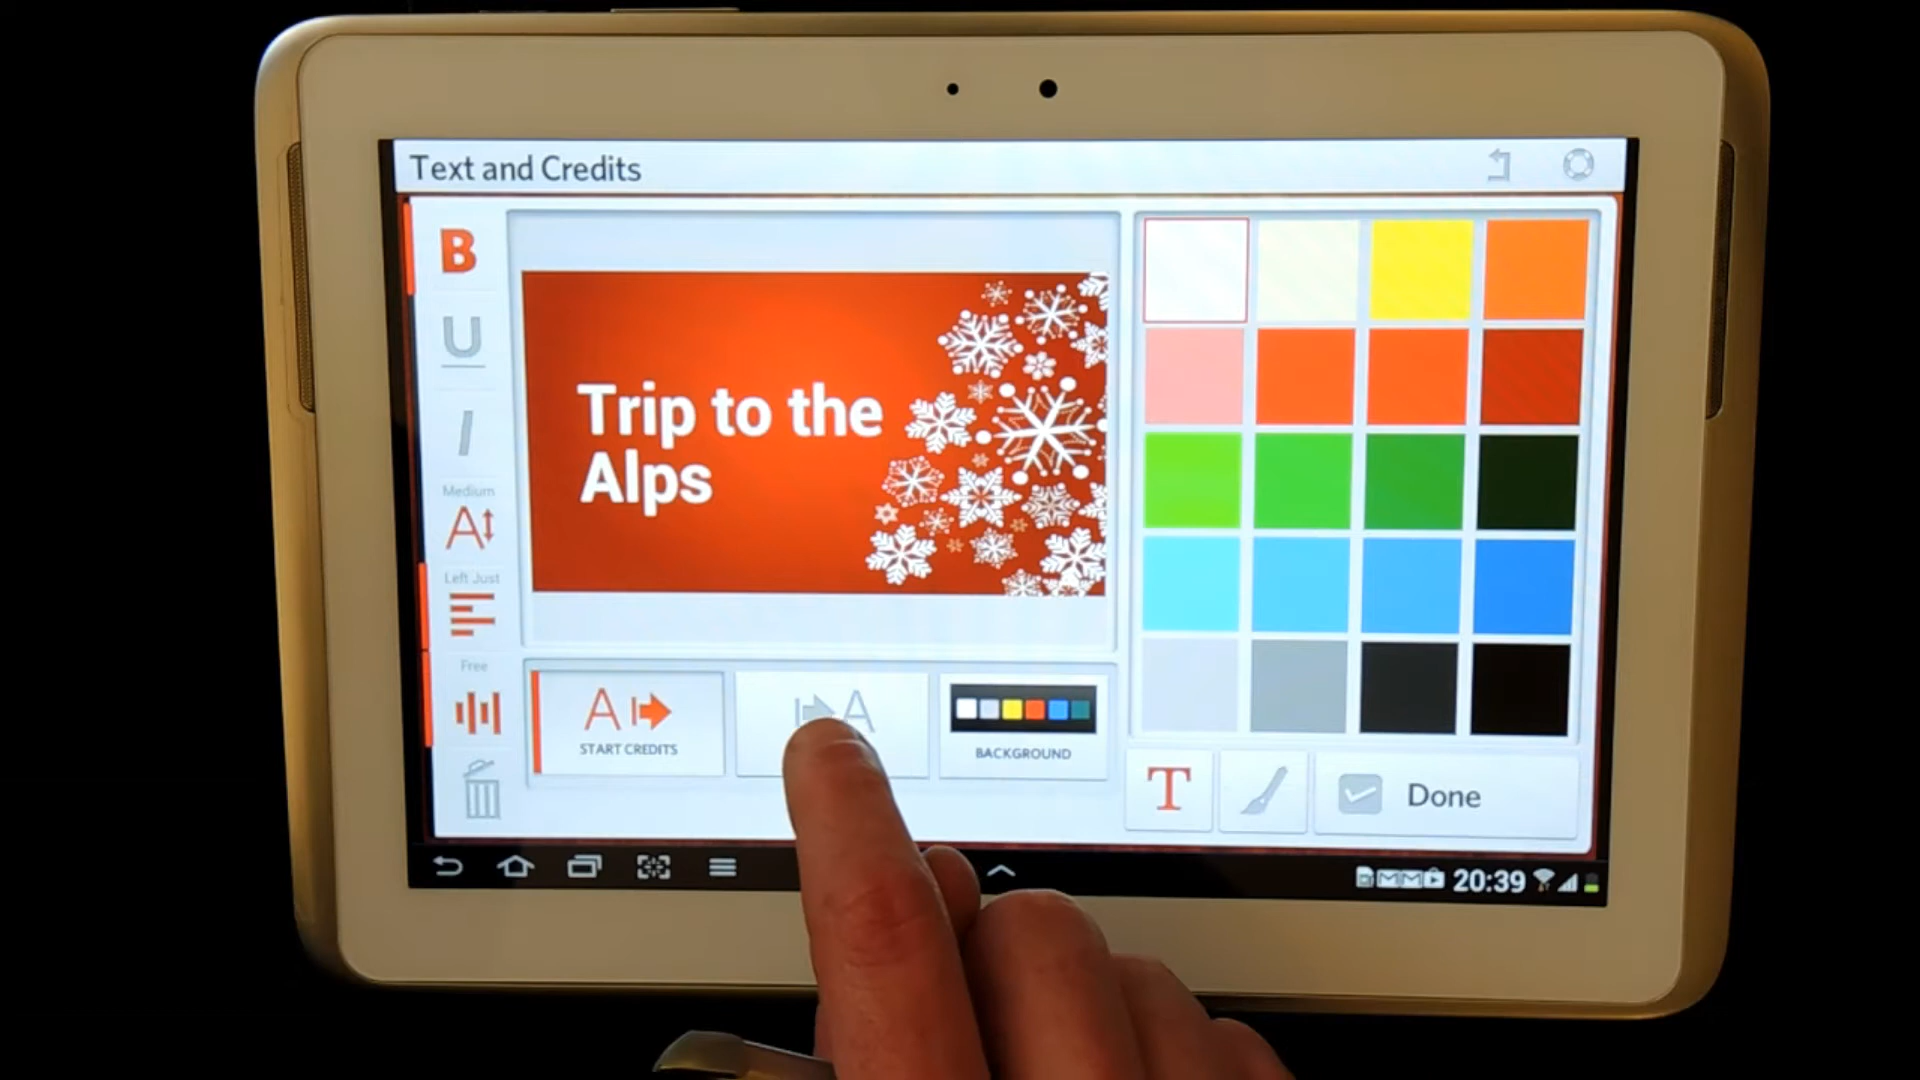 Text and Credits
B
U
I
Medium
A
Left Just
Free
Trip to the
Alps
A
START CREDITS
A
BACKGROUND
T
Done
20:39